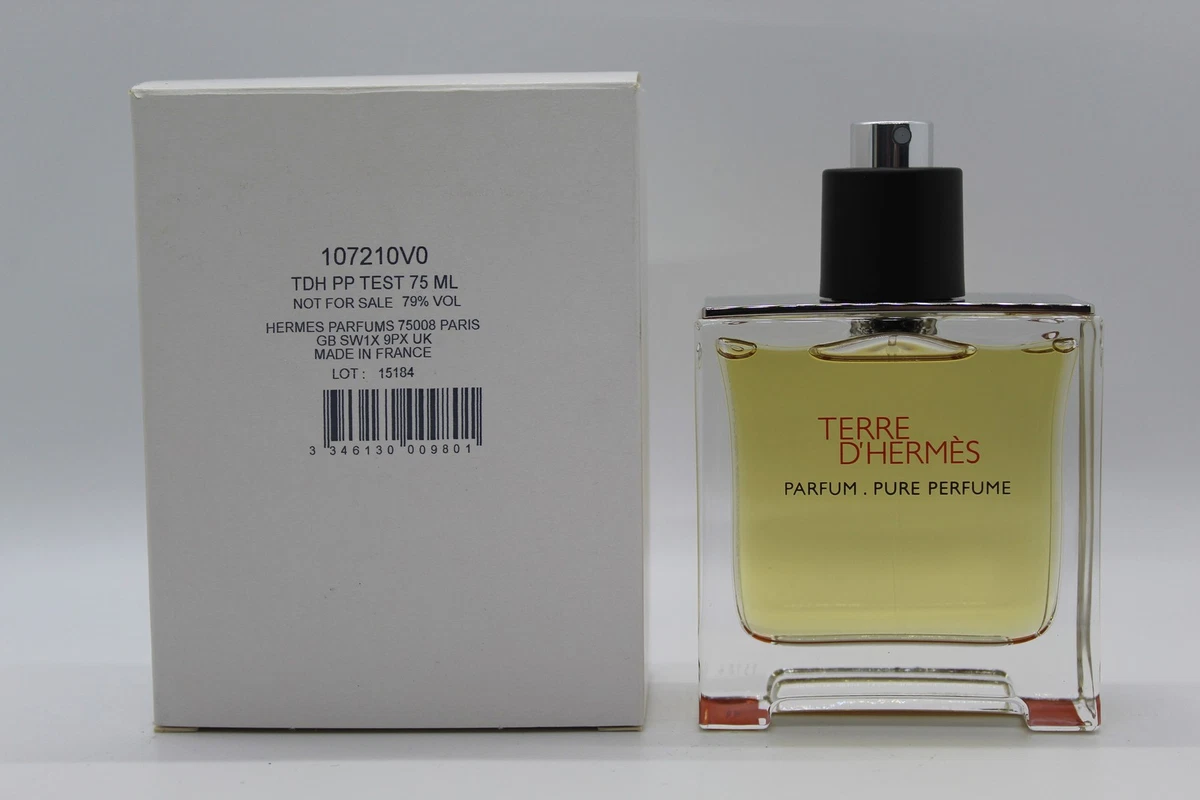 107210V0
TDH PP TEST 75 ML
NOT FOR SALE 79% VOL
HERMES PARFUMS 75008 PARIS
GB SW1X 9PX UK
MADE IN FRANCE
LOT : 15184
3 346130 009801
TERRE
D'HERMÈS
PARFUM . PURE PERFUME